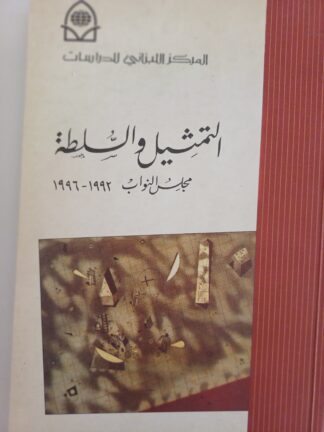 المركز اللبناني للدراسات
التمثيل والسلطة
مجلس النواب ١٩٩٢-١٩٩٦